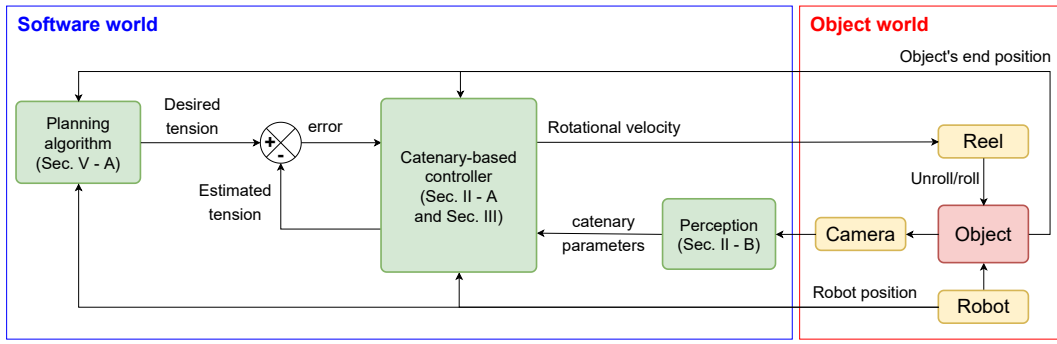 Software world
Object world
Object's end position
Planning
algorithm
(Sec. V - A)
Desired
tension
+
-
error
Estimated
tension
Catenary-based
controller
(Sec. II - A
and Sec. III)
Rotational velocity
Reel
Unroll/roll
catenary
parameters
Perception
(Sec. II - B)
Camera
Object
Robot position
Robot